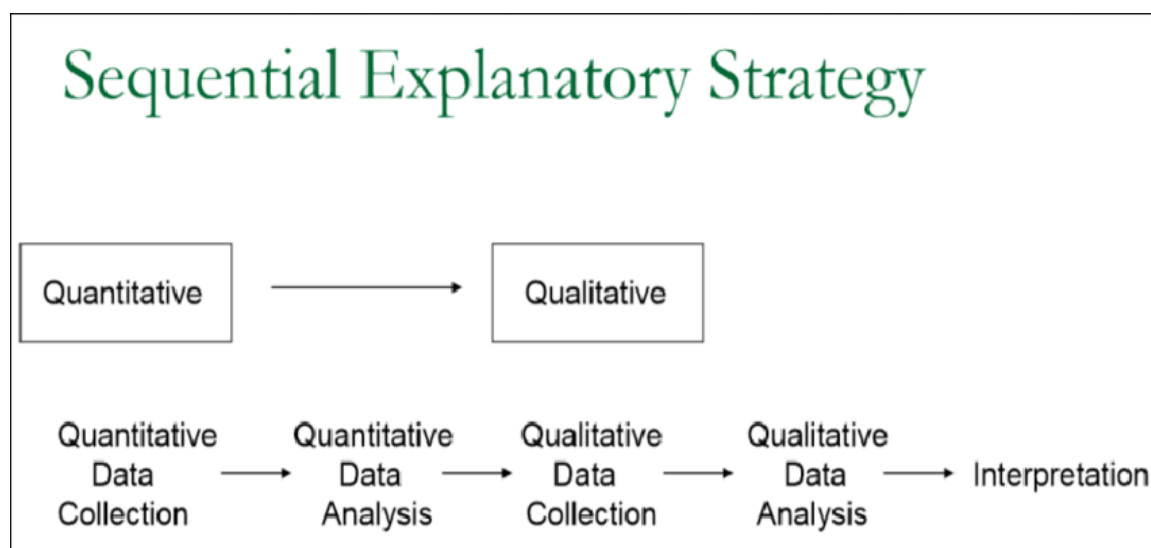 Sequential Explanatory Strategy
Quantitative
Qualitative
Quantitative
Data
Collection
Quantitative
Data
Analysis
Qualitative
Data
Collection
Qualitative
Data
Analysis
Interpretation